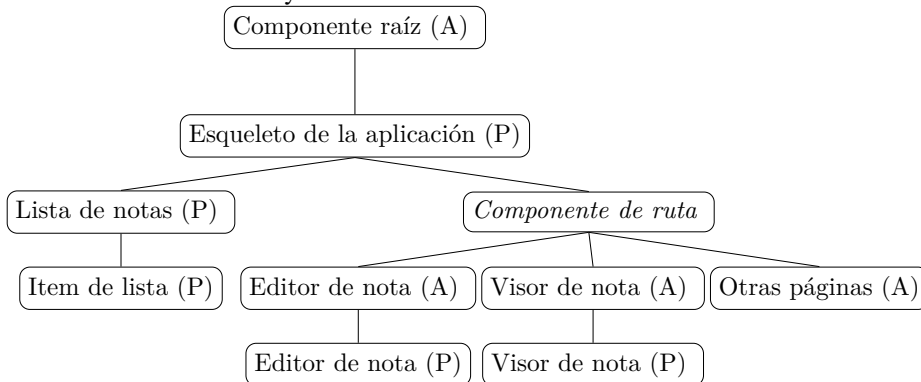 Componente raíz (A)
Esqueleto de la aplicación (P)
Lista de notas (P)
Componente de ruta
Item de lista (P)
Editor de nota (A)
Visor de nota (A)
Otras páginas (A)
Editor de nota (P)
Visor de nota (P)